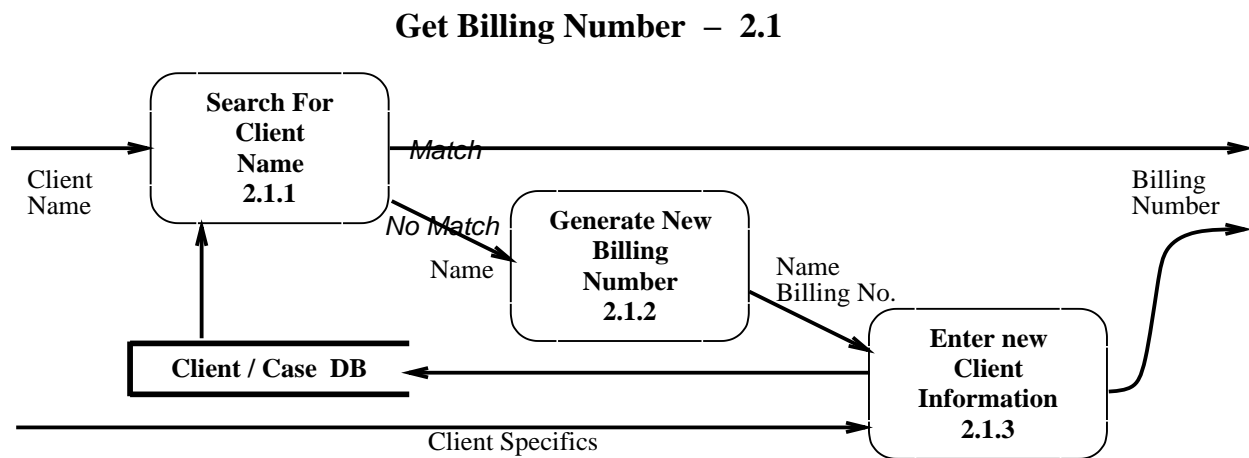 Get Billing Number – 2.1
Search For
Client
Name
2.1.1
Client
Name
Match
No Match
Name
Generate New
Billing
Number
2.1.2
Name
Billing No.
Billing
Number
Client / Case DB
Enter new
Client
Information
2.1.3
Client Specifics